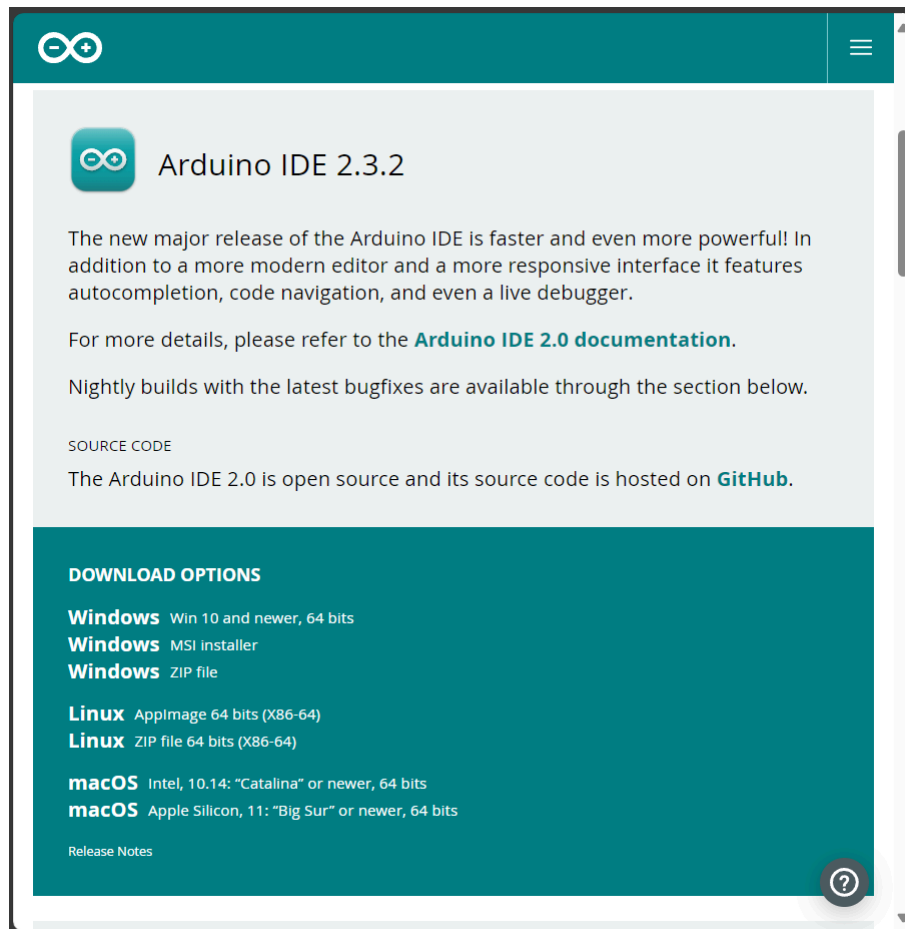 Arduino IDE 2.3.2
The new major release of the Arduino IDE is faster and even more powerful! In
addition to a more modern editor and a more responsive interface it features
autocompletion, code navigation, and even a live debugger.
For more details, please refer to the Arduino IDE 2.0 documentation.
Nightly builds with the latest bugfixes are available through the section below.
SOURCE CODE
The Arduino IDE 2.0 is open source and its source code is hosted on GitHub.
DOWNLOAD OPTIONS
Windows Win 10 and newer, 64 bits
Windows MSI installer
Windows ZIP file
Linux AppImage 64 bits (X86-64)
Linux ZIP file 64 bits (X86-64)
macOS Intel, 10.14: “Catalina” or newer, 64 bits
macOS Apple Silicon, 11: “Big Sur” or newer, 64 bits
Release Notes